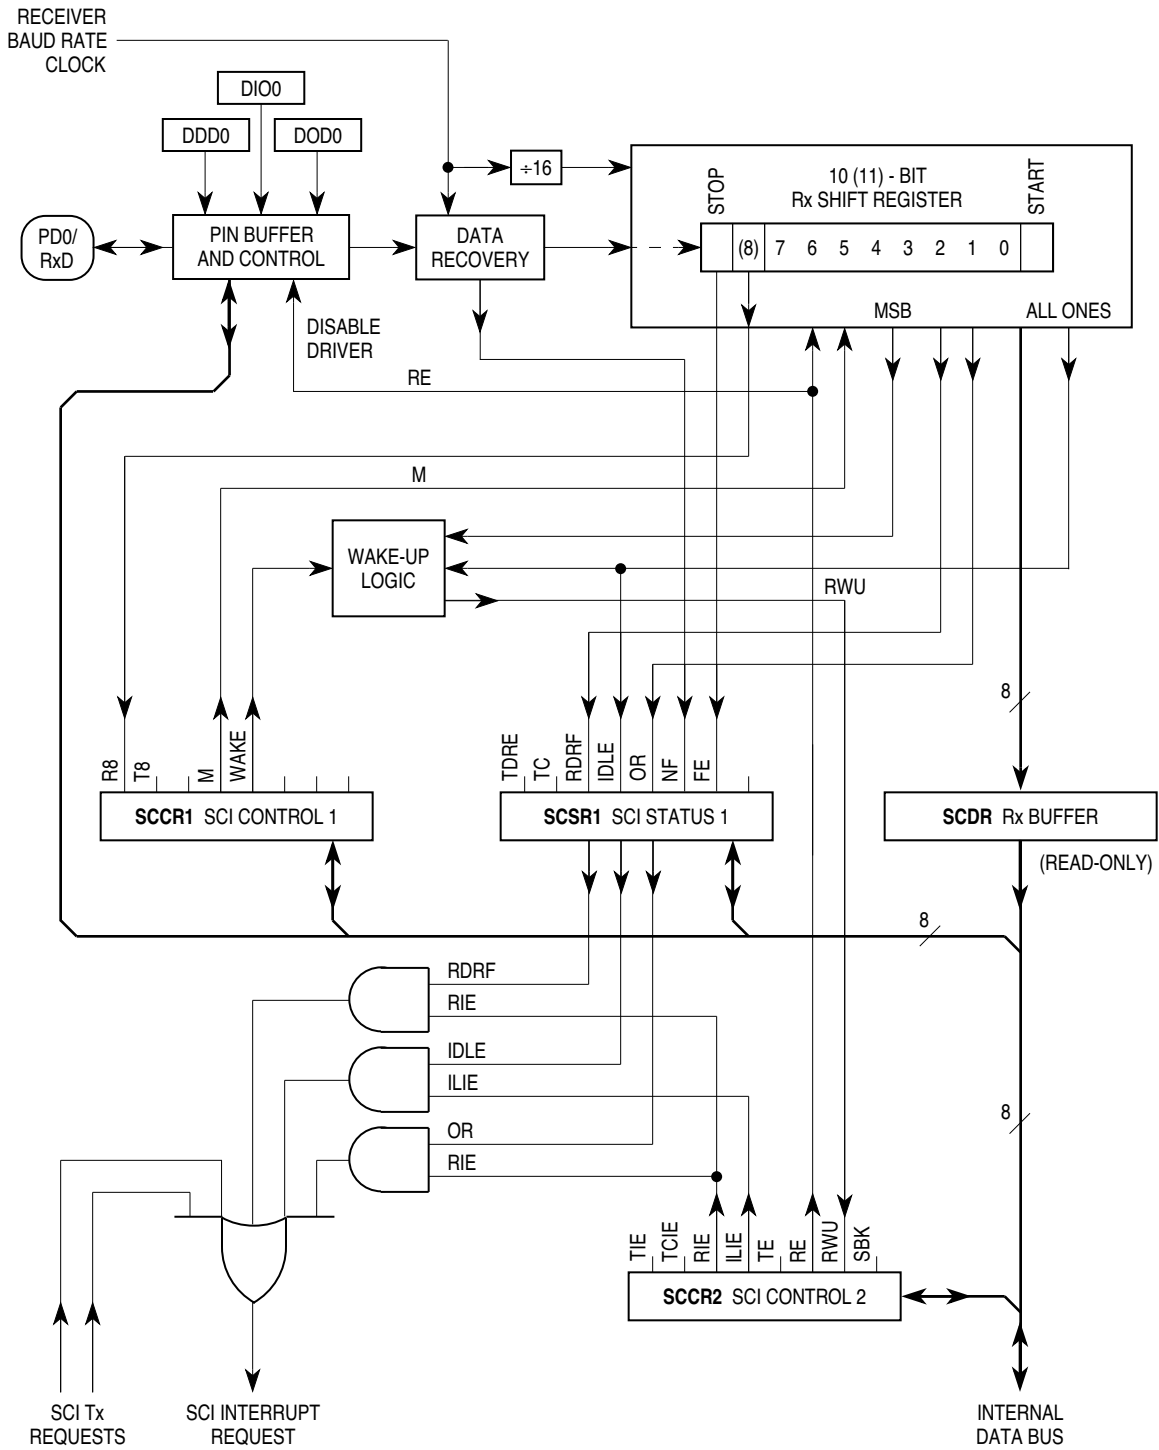 RECEIVER
BAUD RATE
CLOCK
DIO0
DDD0
DOD0
÷16
10 (11) - BIT
Rx SHIFT REGISTER
STOP
START
PD0/
RxD
PIN BUFFER
AND CONTROL
DATA
RECOVERY
(8) 7 6 5 4 3 2 1 0
MSB
ALL ONES
DISABLE
DRIVER
RE
M
WAKE-UP
LOGIC
RWU
8
R8
T8
M
WAKE
TDRE
TC
RDRF
IDLE
OR
NF
FE
SCCR1 SCI CONTROL 1
SCSR1 SCI STATUS 1
SCDR Rx BUFFER
(READ-ONLY)
8
RDRF
RIE
IDLE
ILIE
OR
RIE
8
TIE
TCIE
RIE
ILIE
TE
RE
RWU
SBK
SCCR2 SCI CONTROL 2
SCI Tx
REQUESTS
SCI INTERRUPT
REQUEST
INTERNAL
DATA BUS